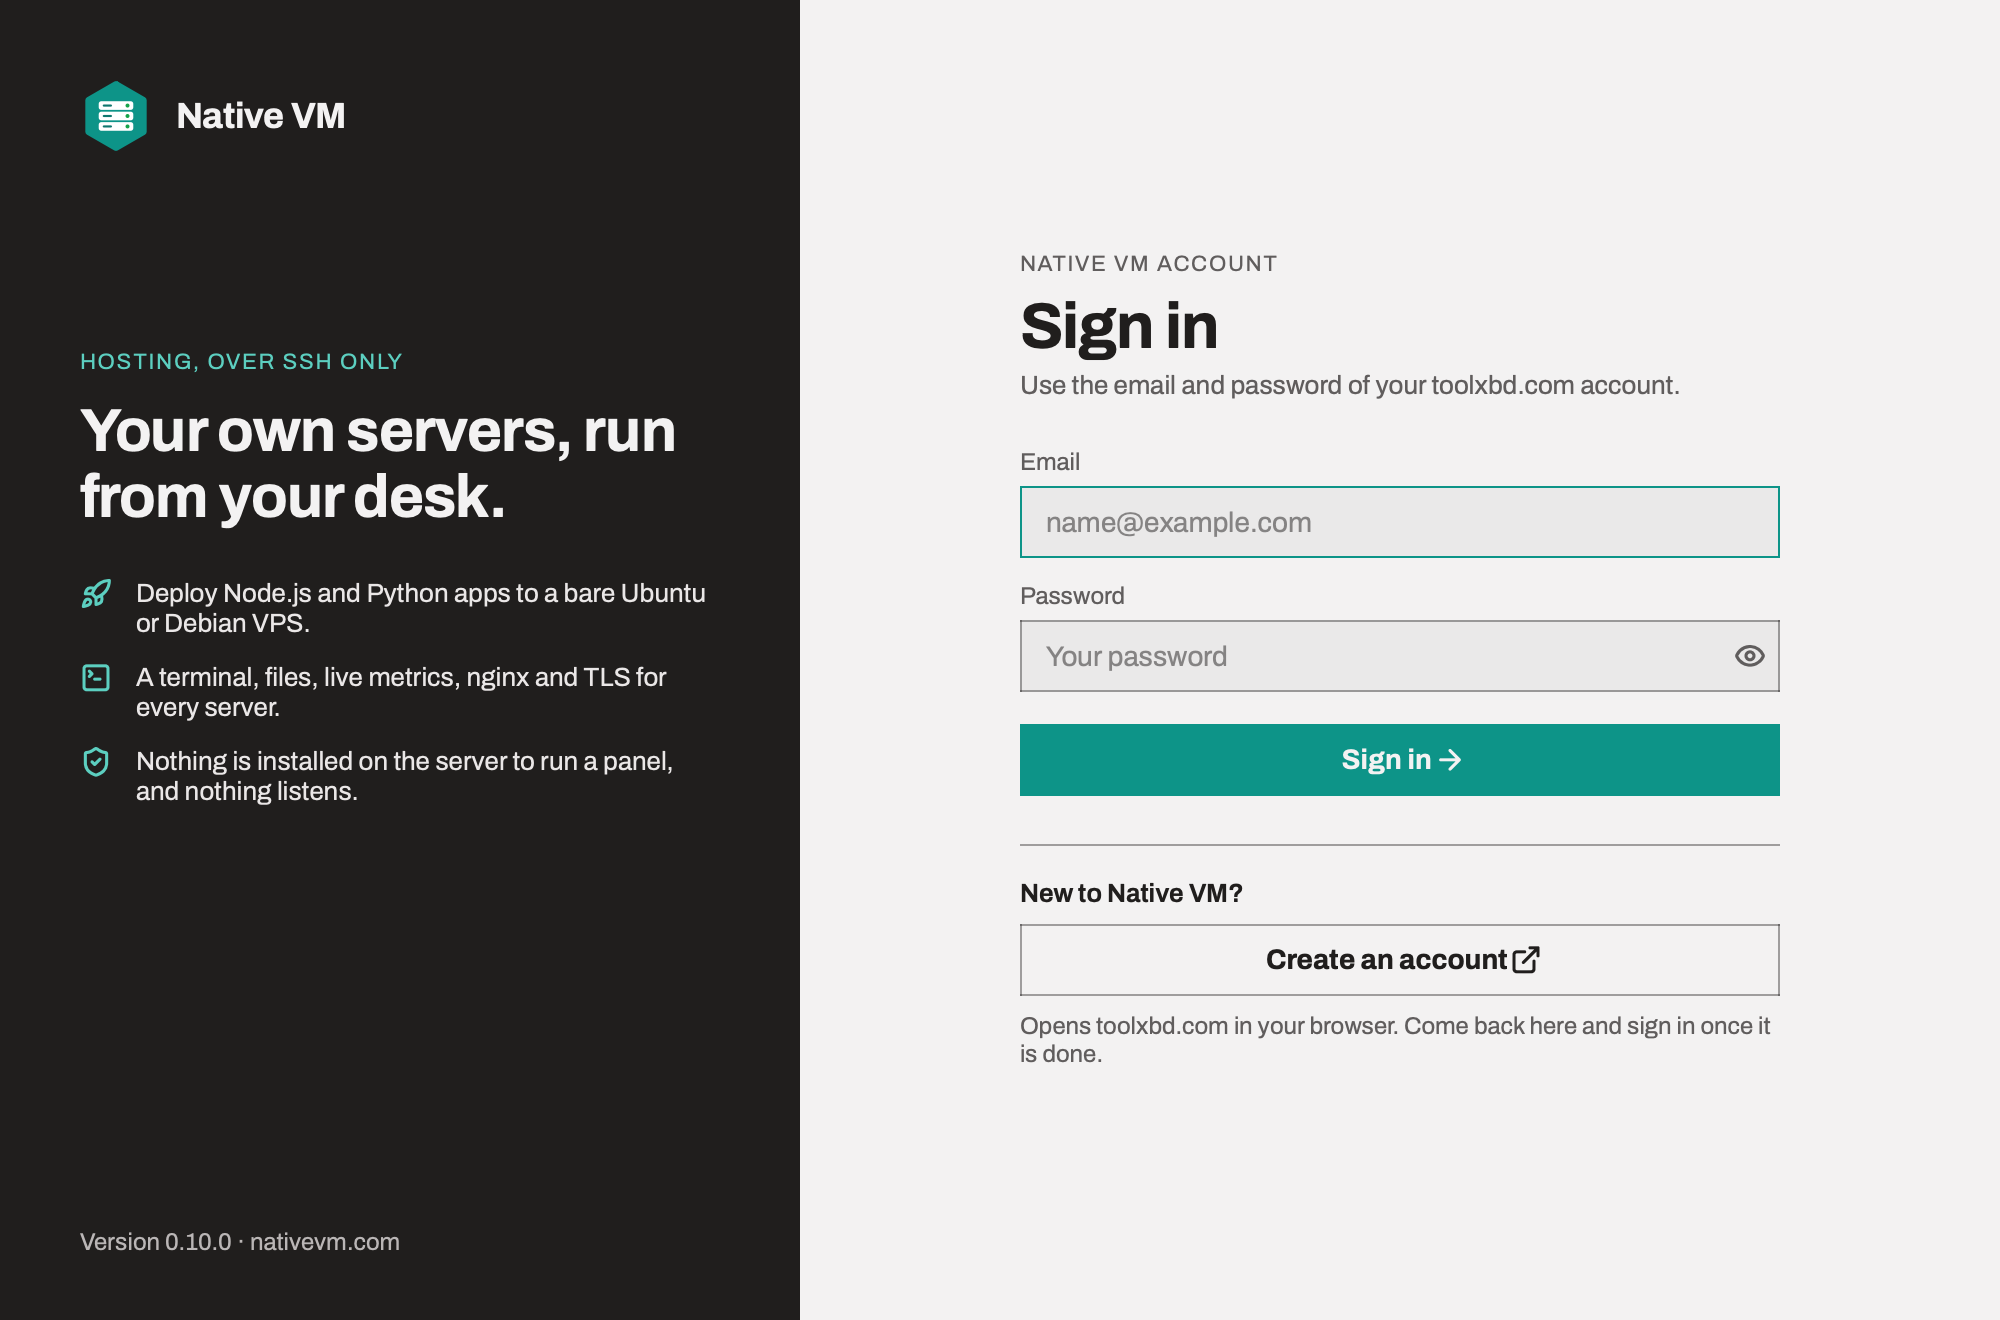 Native VM
HOSTING, OVER SSH ONLY
Your own servers, run
from your desk.
Deploy Node.js and Python apps to a bare Ubuntu
or Debian VPS.
A terminal, files, live metrics, nginx and TLS for
every server.
Nothing is installed on the server to run a panel,
and nothing listens.
Version 0.10.0 · nativevm.com
NATIVE VM ACCOUNT
Sign in
Use the email and password of your toolxbd.com account.
Email
name@example.com
Password
Your password
Sign in
New to Native VM?
Create an account
Opens toolxbd.com in your browser. Come back here and sign in once it
is done.